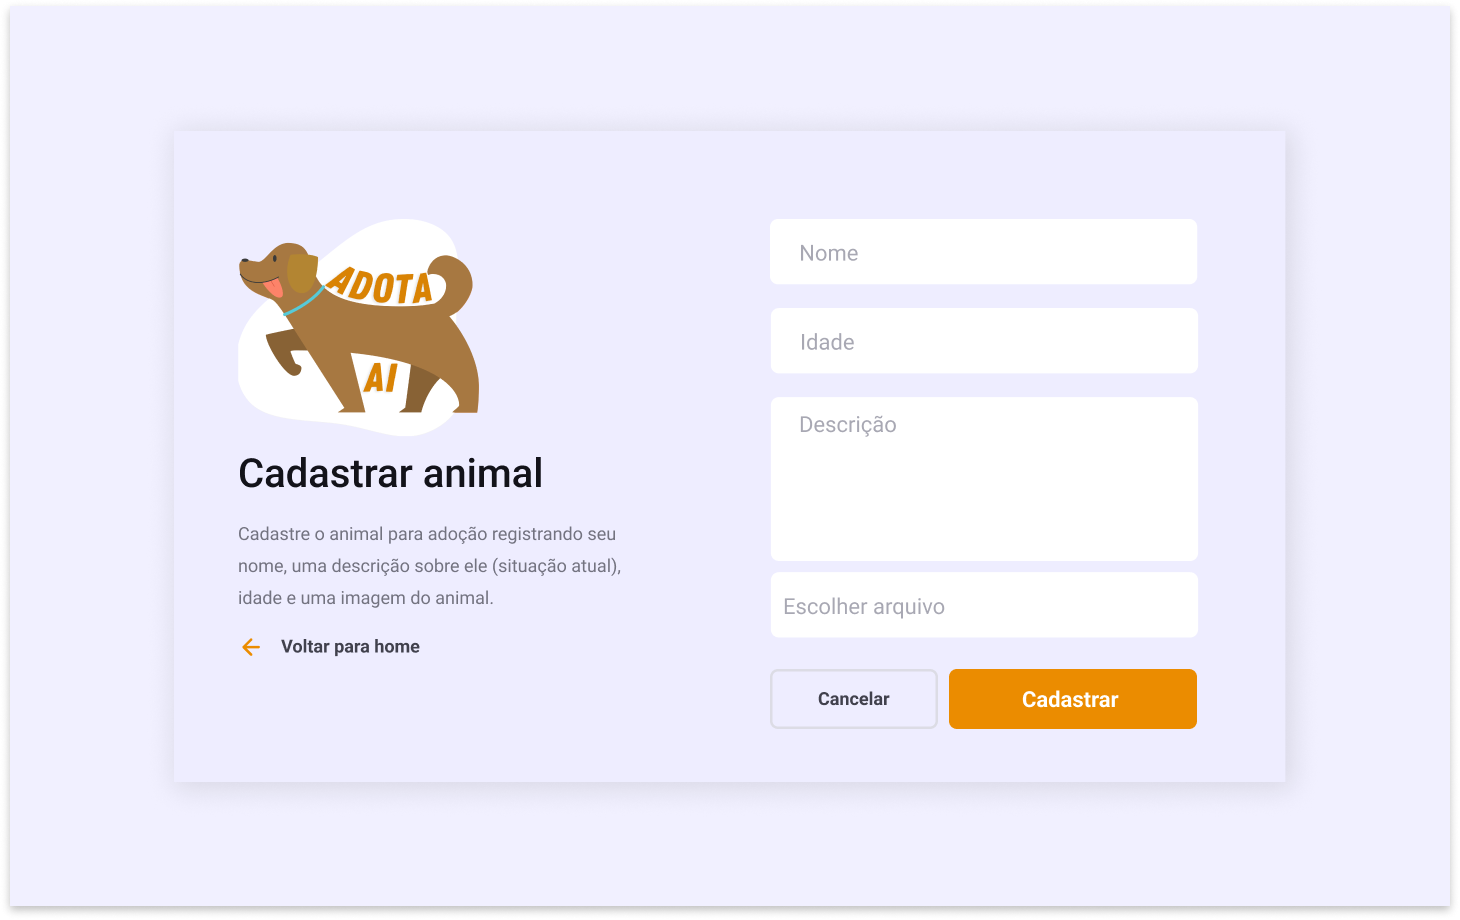 ADOTA
AI
Cadastrar animal
Cadastre o animal para adoção registrando seu
nome, uma descrição sobre ele (situação atual),
idade e uma imagem do animal.
Voltar para home
Nome
Idade
Descrição
Escolher arquivo
Cancelar
Cadastrar